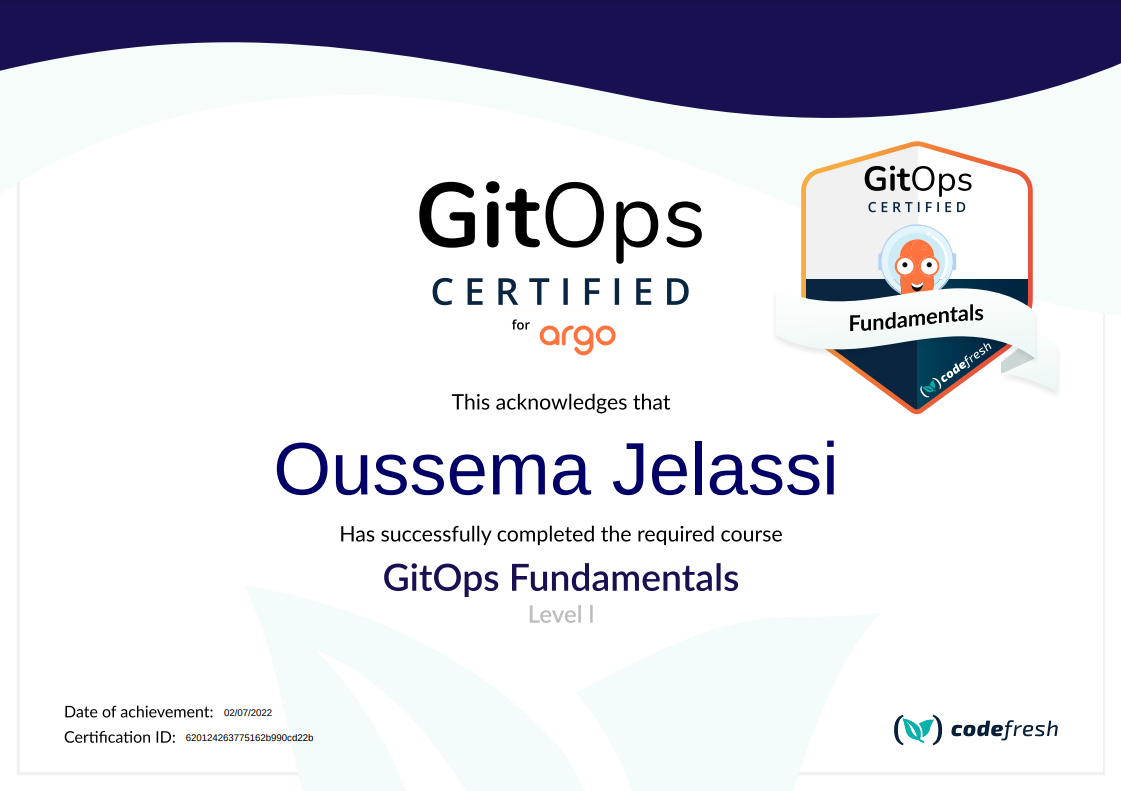 GitOps
CERTIFIED
for argo
GitOps
CERTIFIED
Fundamentals
codefresh
This acknowledges that
Oussema Jelassi
Has successfully completed the required course
GitOps Fundamentals
Level I
Date of achievement: 02/07/2022
Certification ID: 620124263775162b990cd22b
codefresh